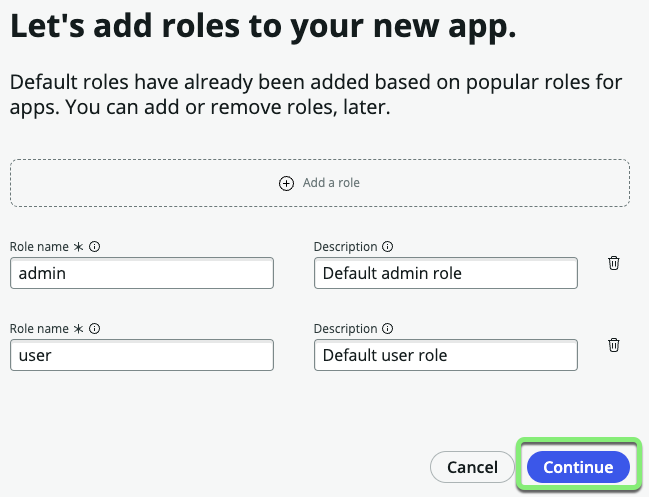 Let's add roles to your new app.
Default roles have already been added based on popular roles for
apps. You can add or remove roles, later.
Add a role
Role name * Description
admin Default admin role
Role name * Description
user Default user role
Cancel Continue